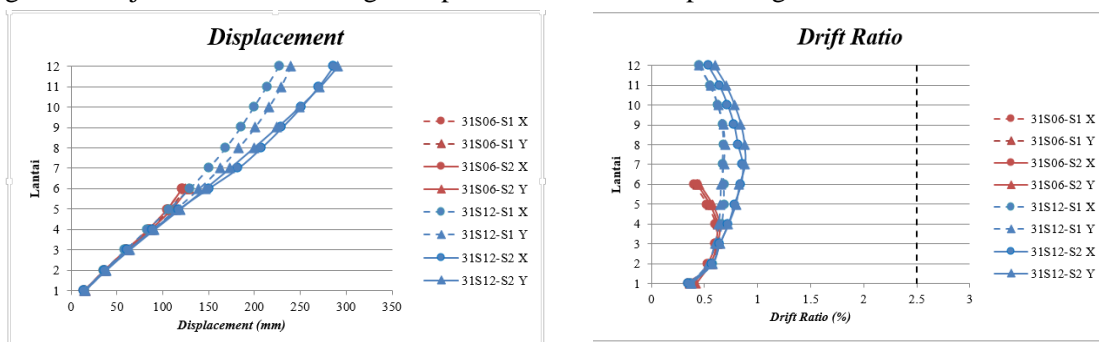 Displacement
12
11
10
9
8
7
6
5
4
3
2
1
Lantai
0
50
100
150
200
250
300
350
Displacement (mm)
31S06-S1 X
31S06-S1 Y
31S06-S2 X
31S06-S2 Y
31S12-S1 X
31S12-S1 Y
31S12-S2 X
31S12-S2 Y
Drift Ratio
12
11
10
9
8
7
6
5
4
3
2
1
Lantai
0
0.5
1
1.5
2
2.5
3
Drift Ratio (%)
31S06-S1 X
31S06-S1 Y
31S06-S2 X
31S06-S2 Y
31S12-S1 X
31S12-S1 Y
31S12-S2 X
31S12-S2 Y